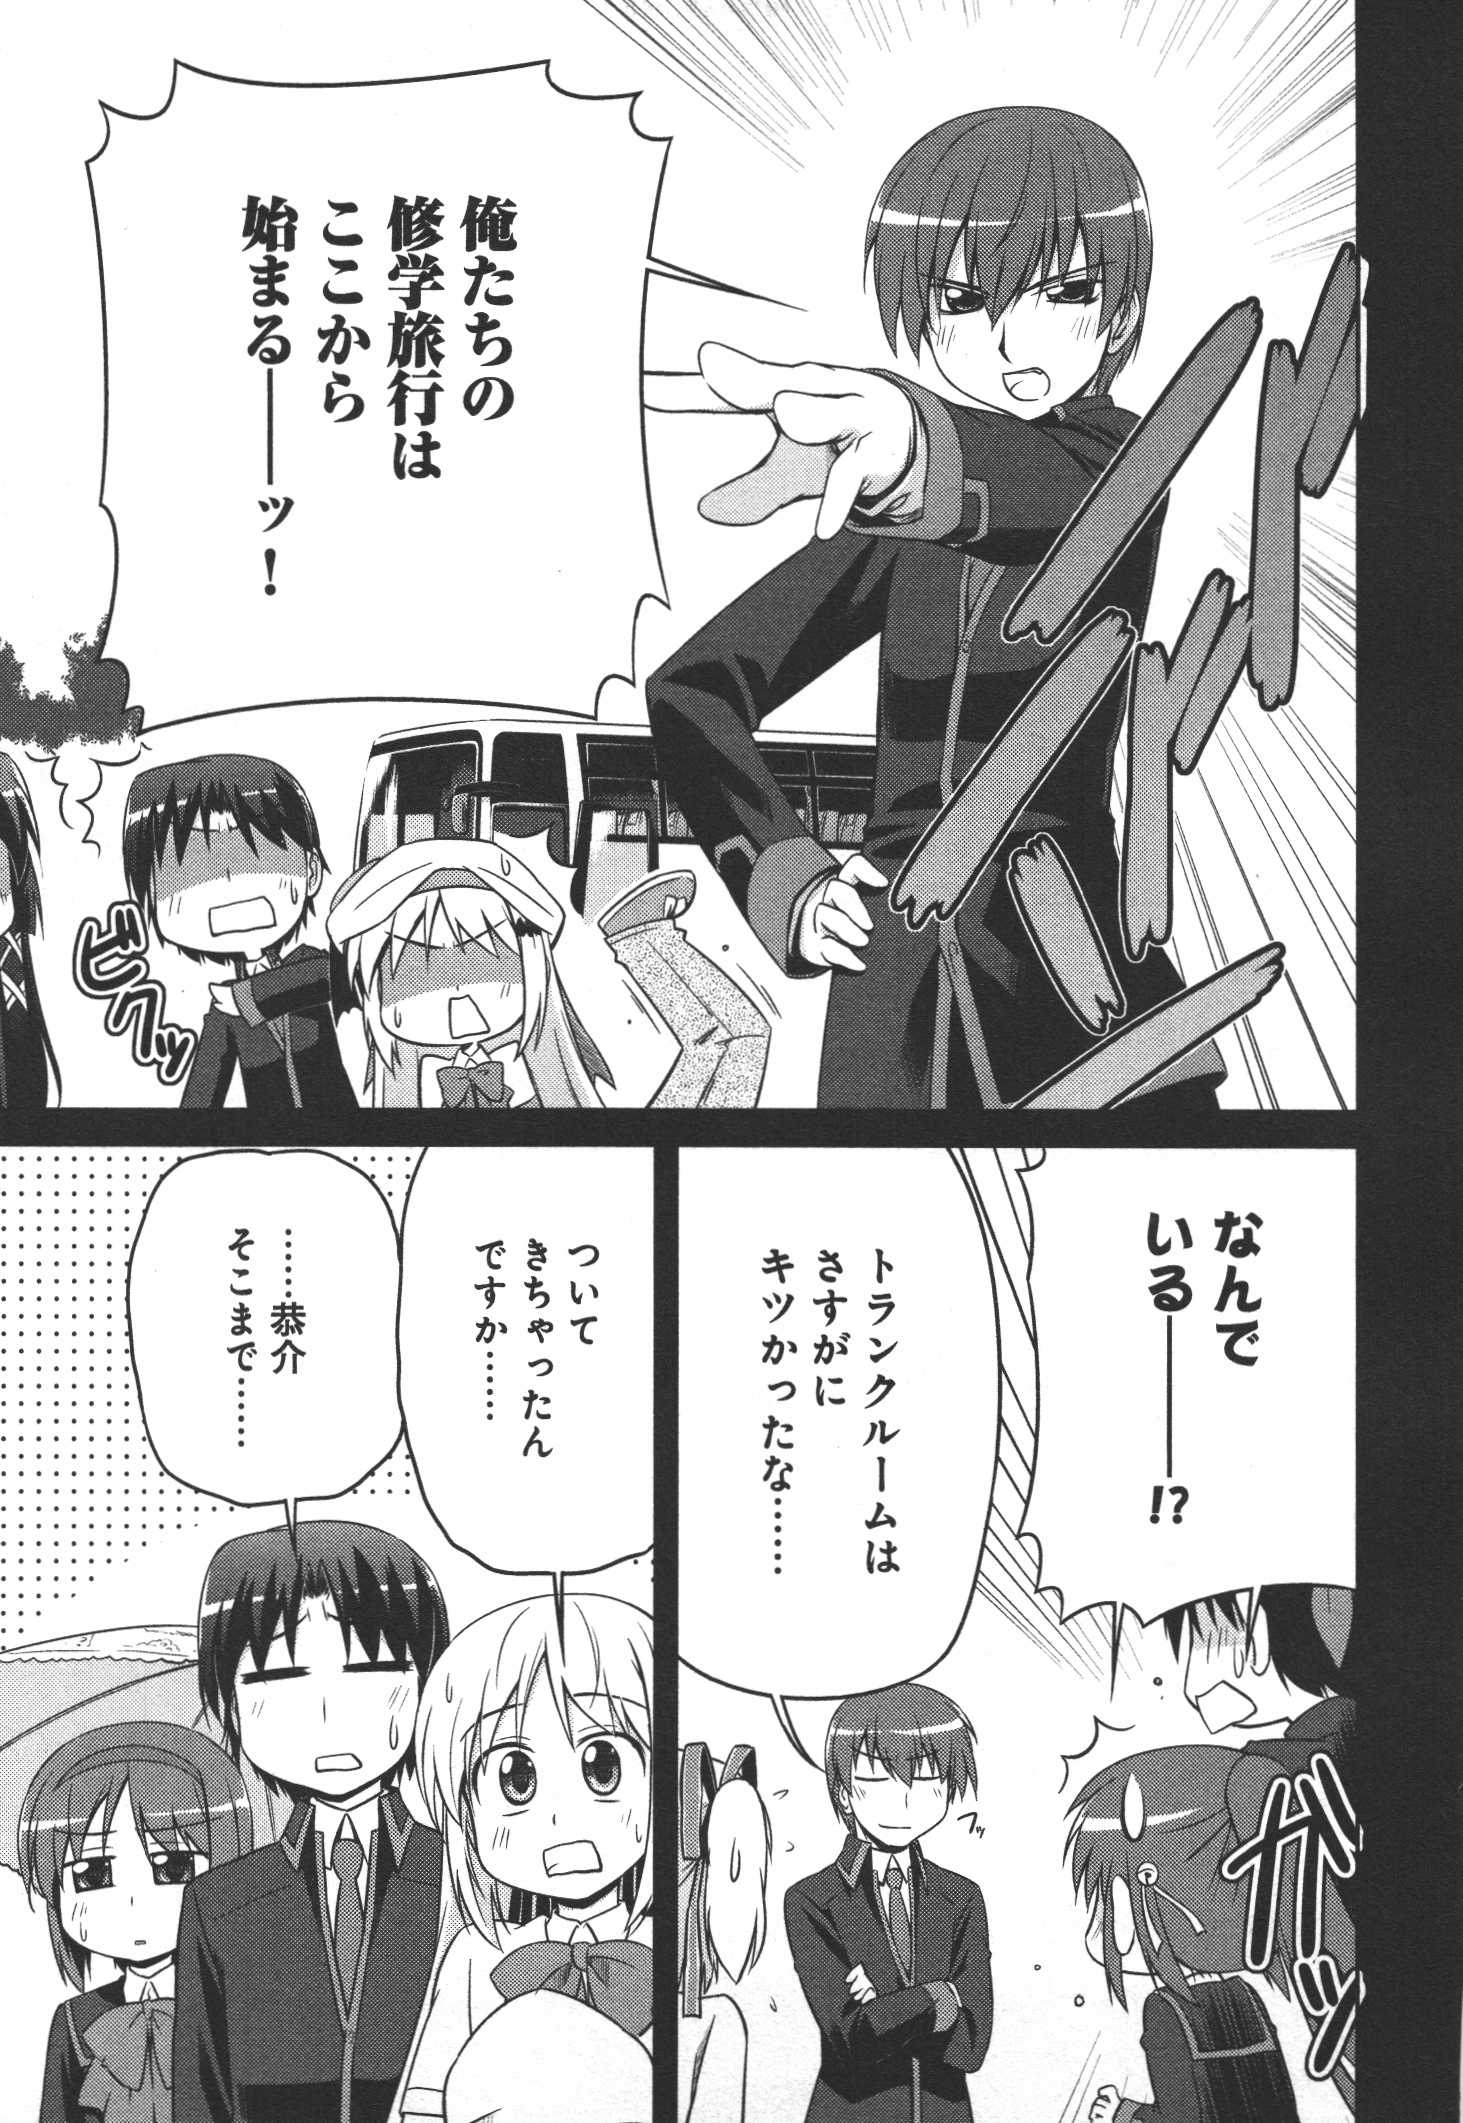 俺たちの
修学旅行は
ここから
始まる───ッ！
ビクッ
なんで
いる───!?
ガガッ
トランクルームは
さすがに
キツかったな……
フッ
ついて
きちゃったん
ですか……
……恭介
そこまで……